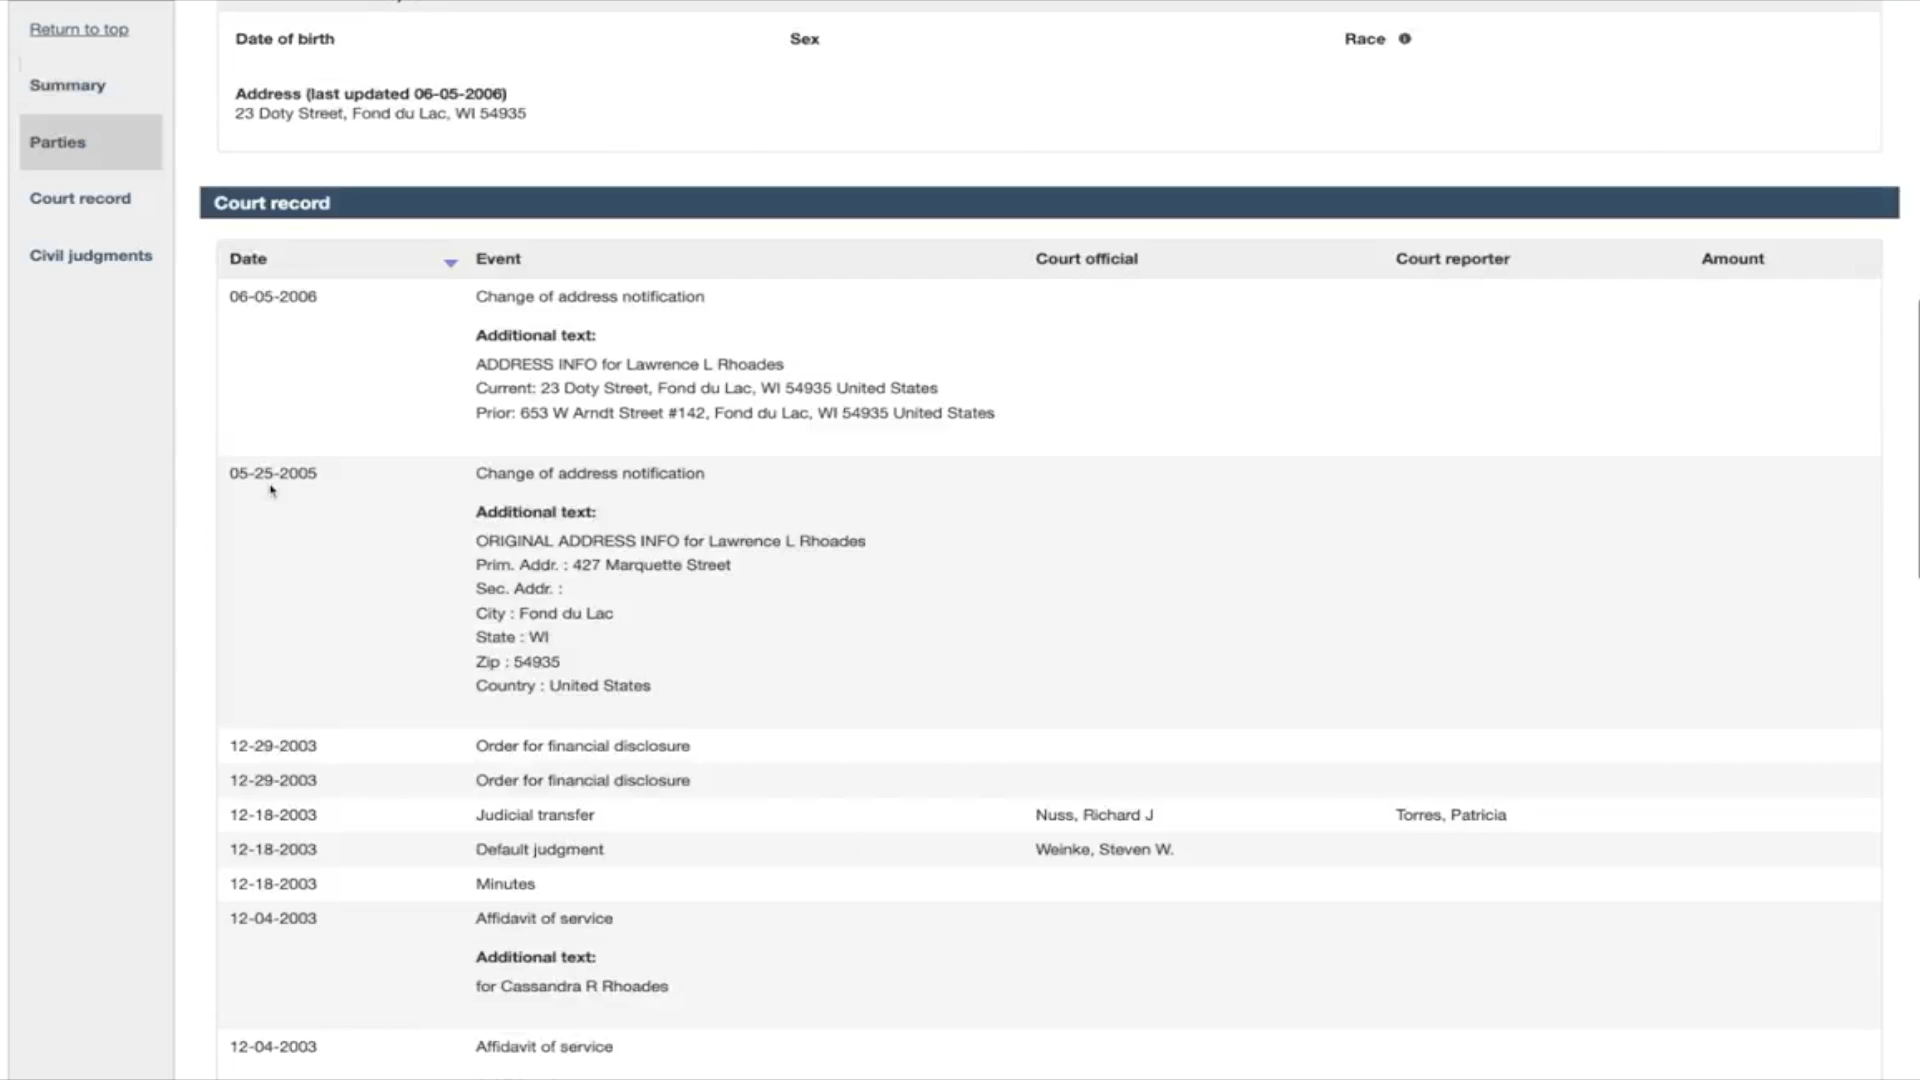 Return to top
Summary
Parties
Court record
Civil judgments
Date of birth Sex Race
Address (last updated 06-05-2006)
23 Doty Street, Fond du Lac, WI 54935
Court record
Date Event Court official Court reporter Amount
06-05-2006 Change of address notification
Additional text:
ADDRESS INFO for Lawrence L Rhoades
Current: 23 Doty Street, Fond du Lac, WI 54935 United States
Prior: 653 W Arndt Street #142, Fond du Lac, WI 54935 United States
05-25-2005 Change of address notification
Additional text:
ORIGINAL ADDRESS INFO for Lawrence L Rhoades
Prim. Addr. : 427 Marquette Street
Sec. Addr. :
City : Fond du Lac
State : WI
Zip : 54935
Country : United States
12-29-2003 Order for financial disclosure
12-29-2003 Order for financial disclosure
12-18-2003 Judicial transfer Nuss, Richard J Torres, Patricia
12-18-2003 Default judgment Weinke, Steven W.
12-18-2003 Minutes
12-04-2003 Affidavit of service
Additional text:
for Cassandra R Rhoades
12-04-2003 Affidavit of service